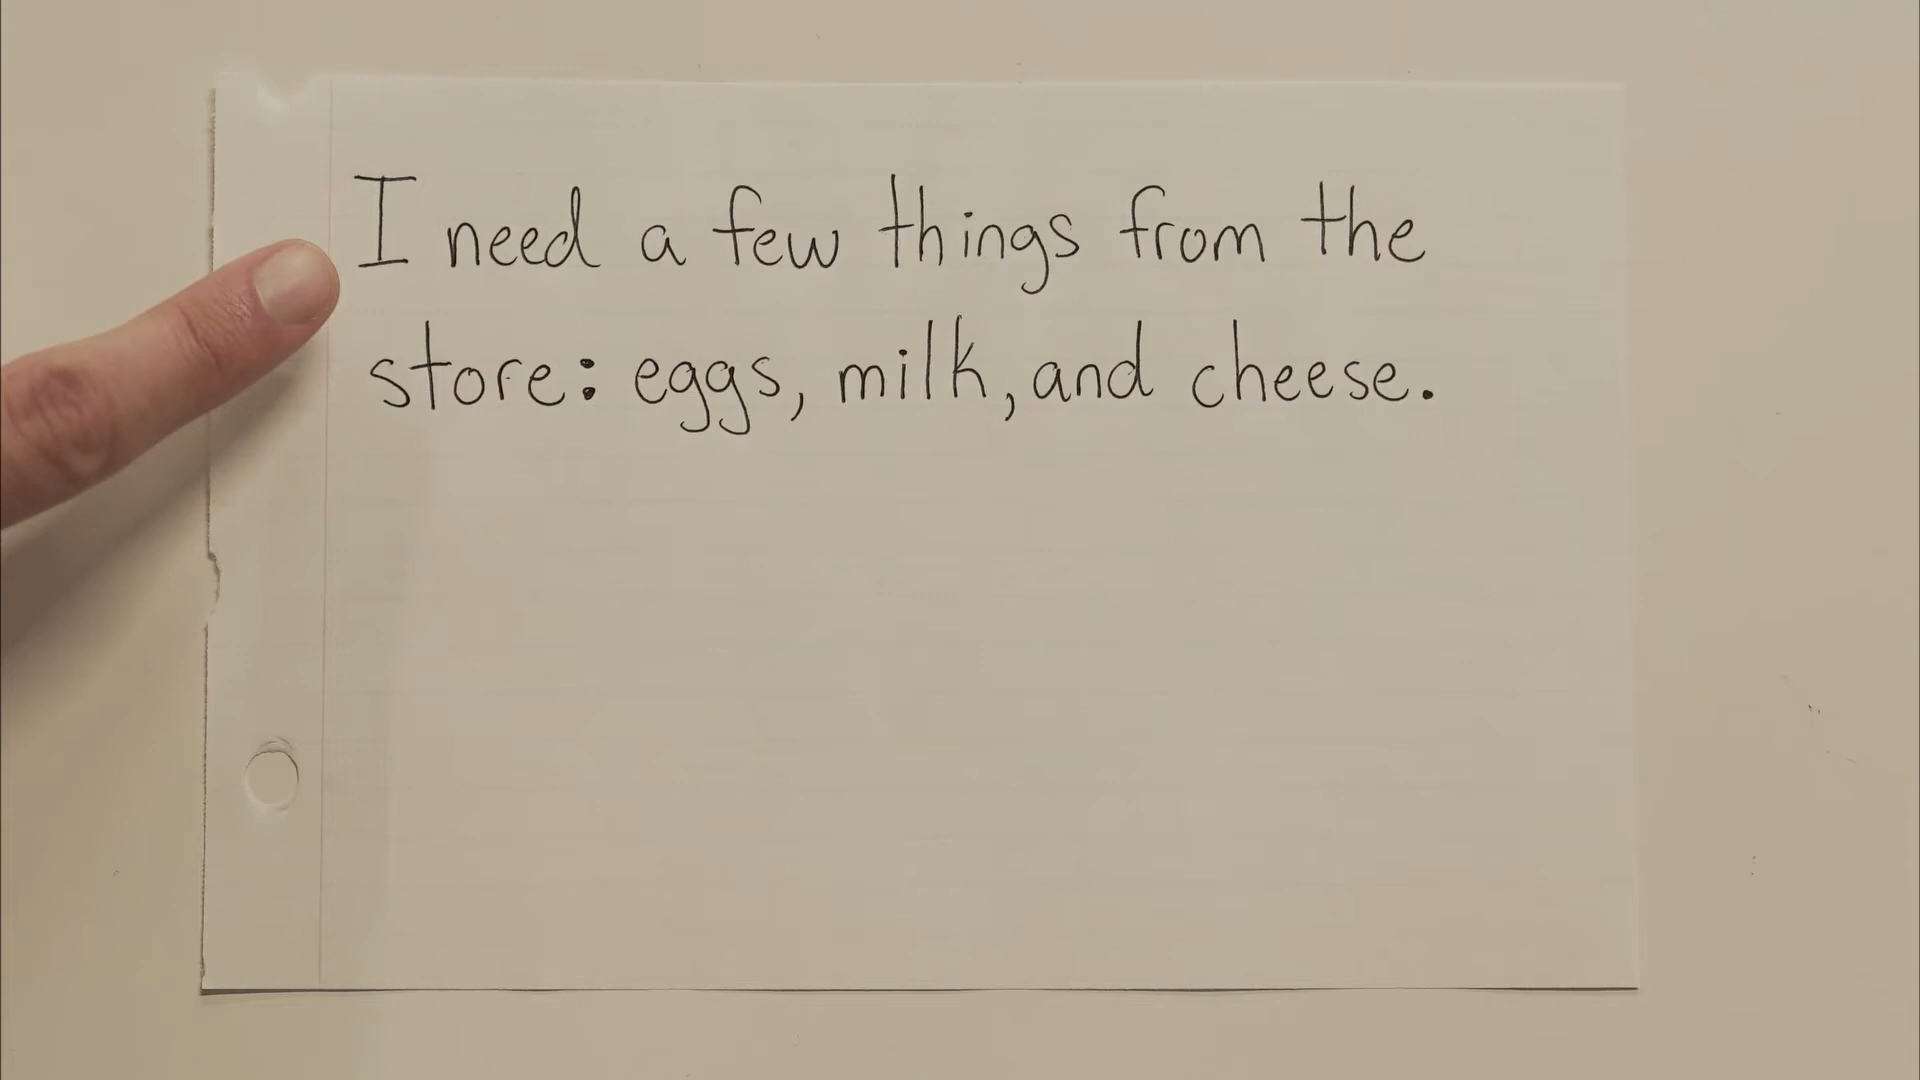 I need a few things from the
store: eggs, milk, and cheese.